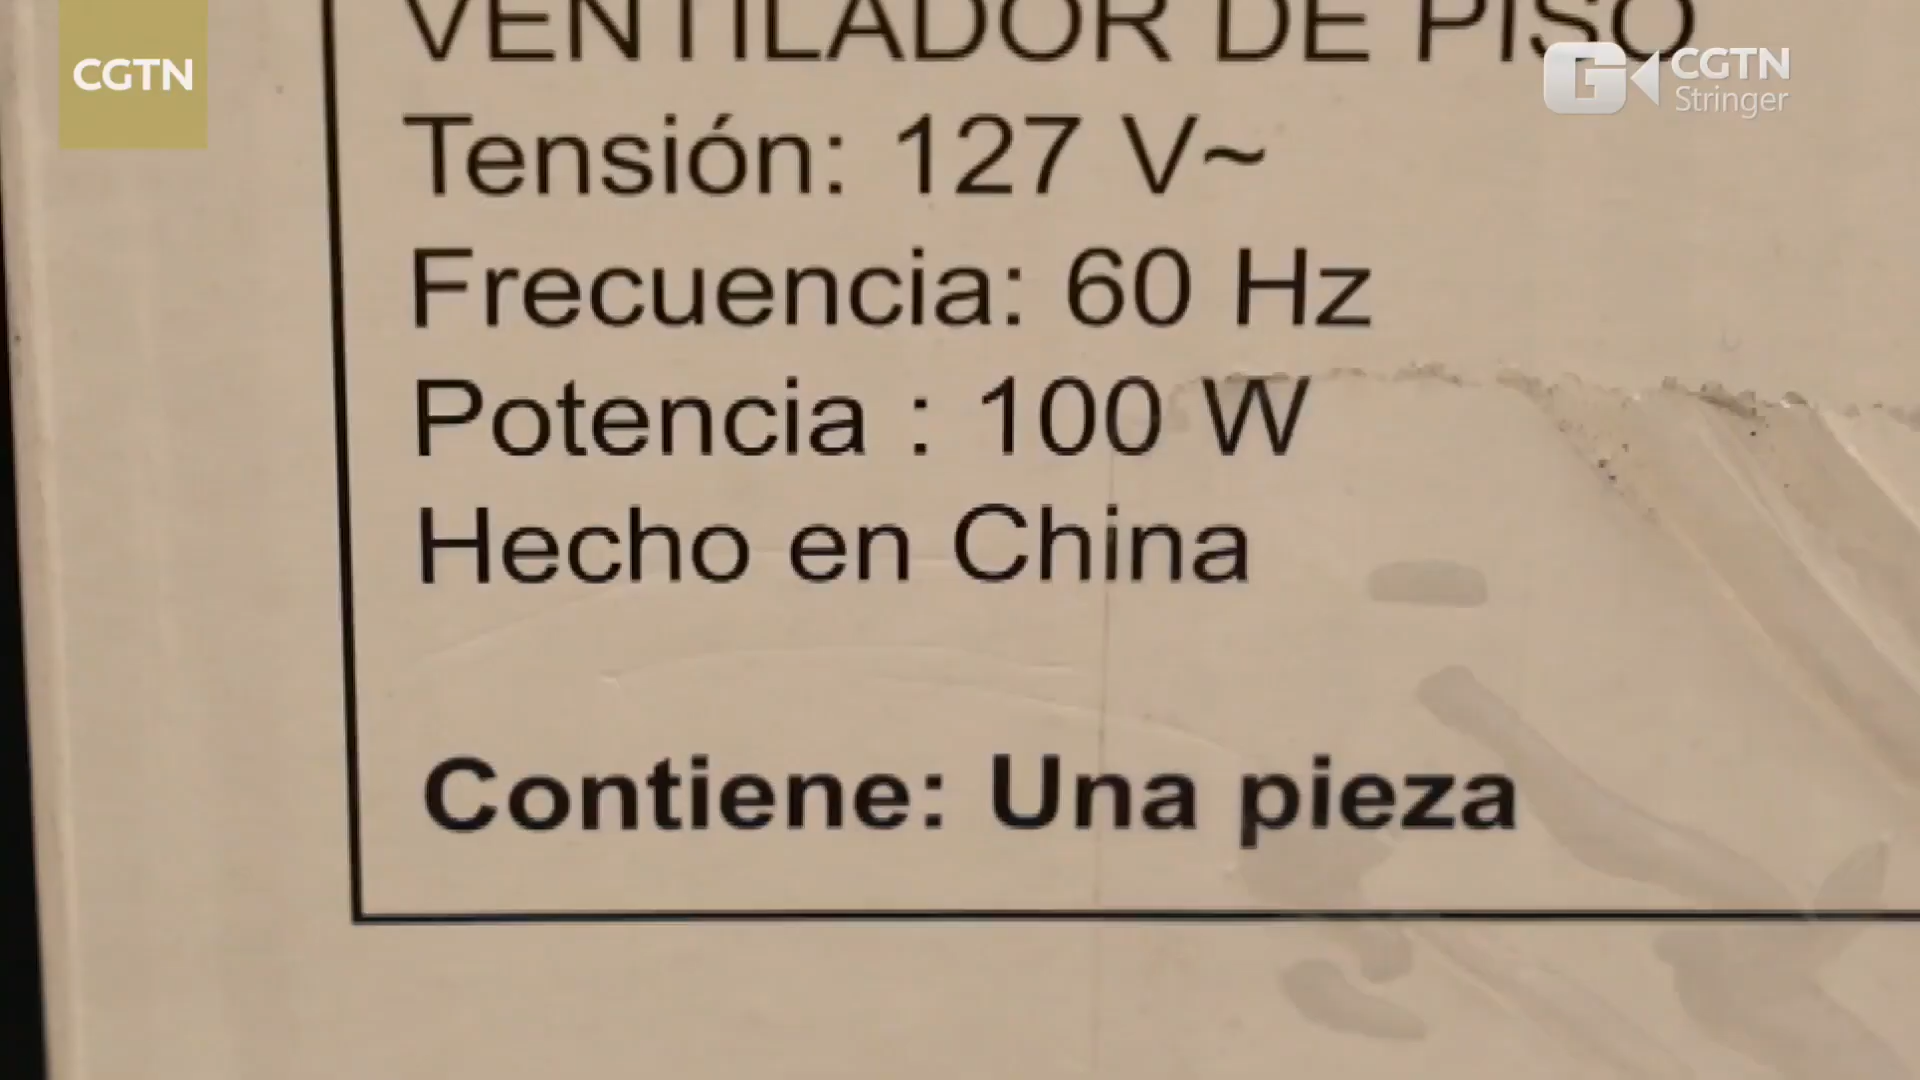 CGTN
CGTN
Stringer
VENTILADOR DE PISO
Tensión: 127 V~
Frecuencia: 60 Hz
Potencia : 100 W
Hecho en China
Contiene: Una pieza